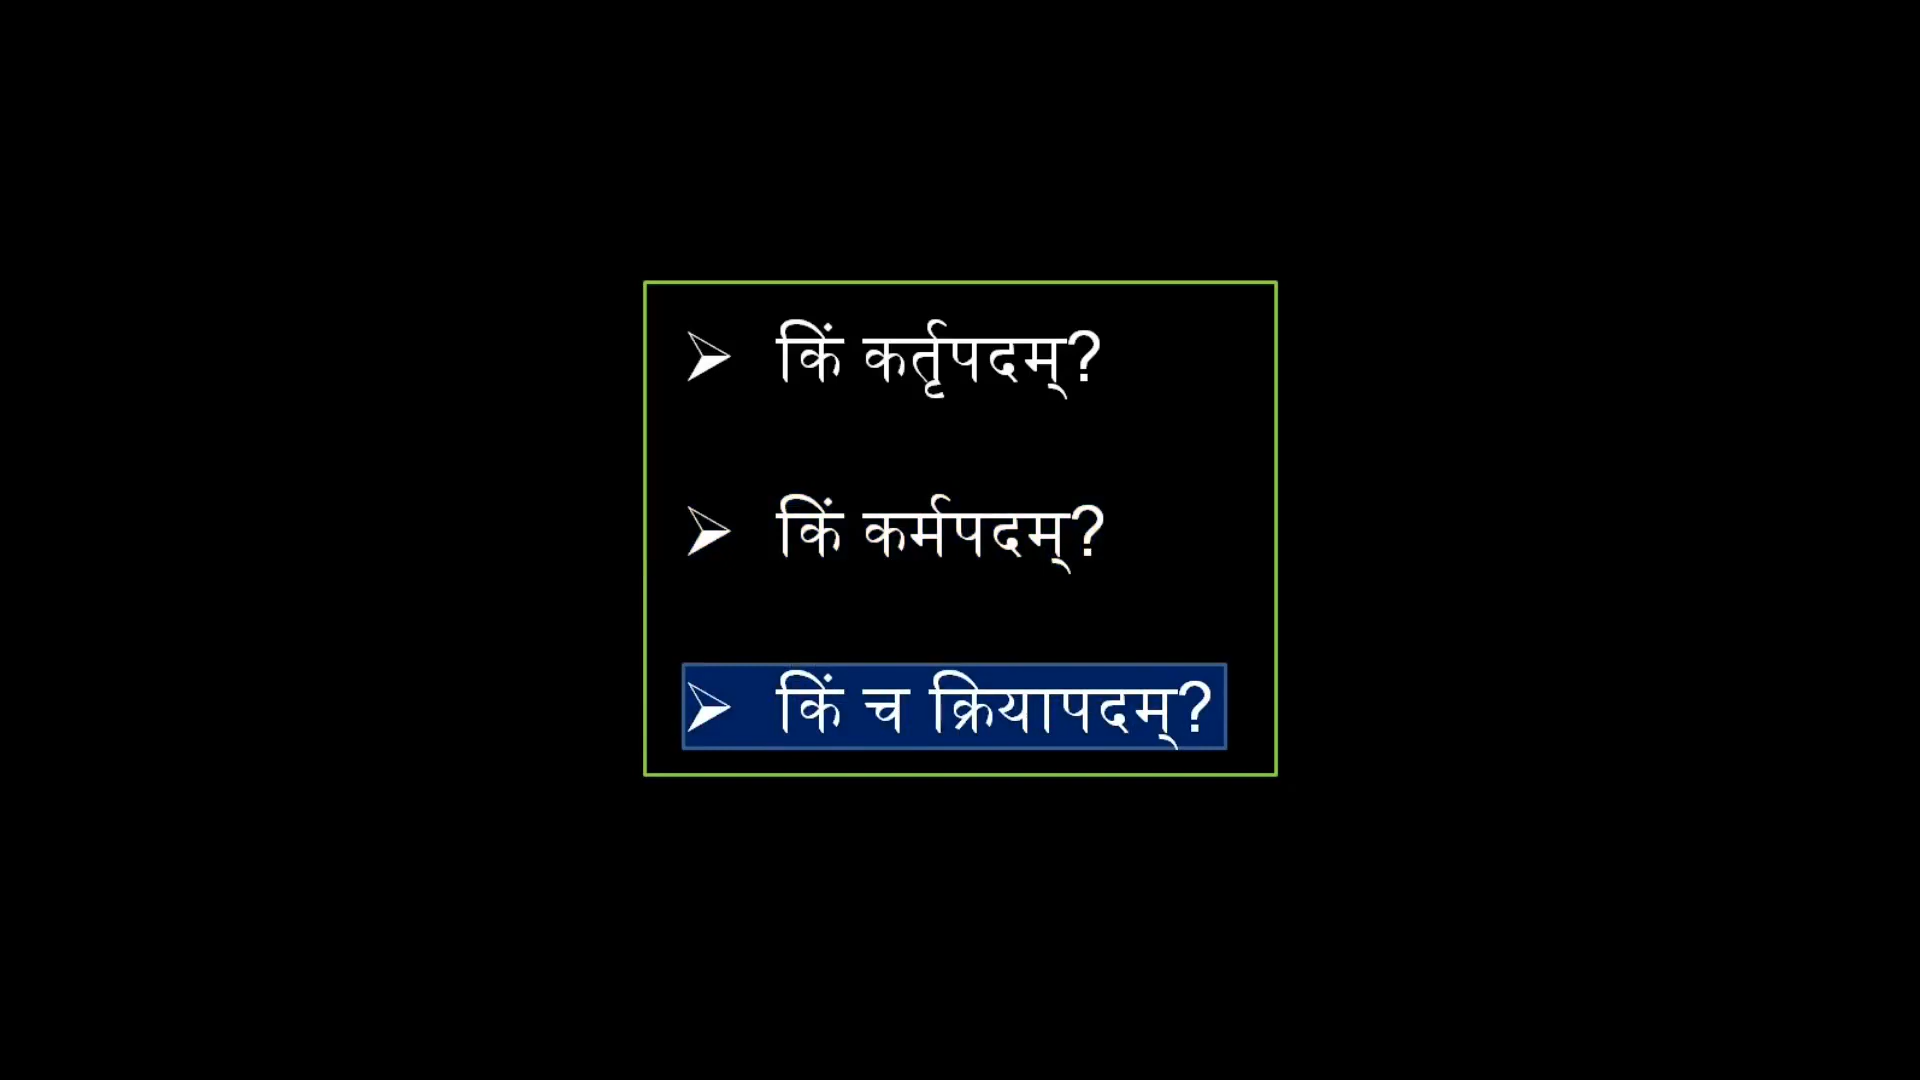 ➢ किं कर्तृपदम्?
➢ किं कर्मपदम्?
➢ किं च क्रियापदम्?